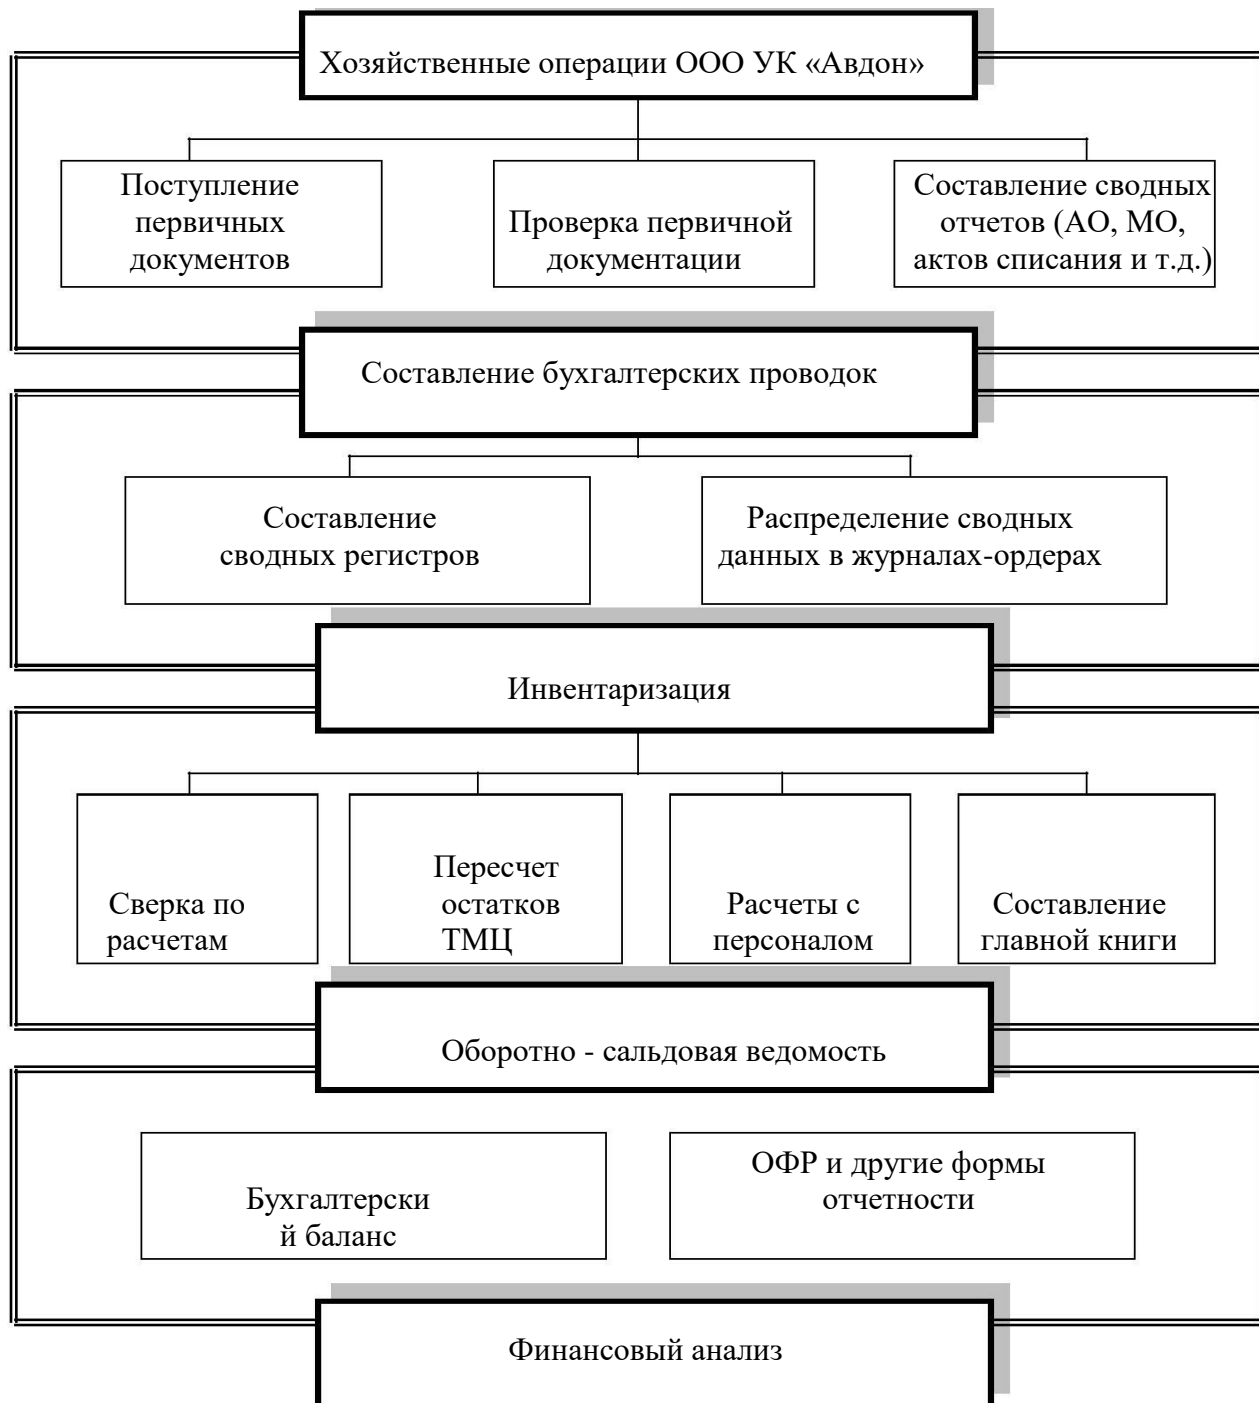 Хозяйственные операции ООО УК «Авдон»
Поступление
первичных
документов
Проверка первичной
документации
Составление сводных
отчетов (АО, МО,
актов списания и т.д.)
Составление бухгалтерских проводок
Составление
сводных регистров
Распределение сводных
данных в журналах-ордерах
Инвентаризация
Сверка по
расчетам
Пересчет
остатков
ТМЦ
Расчеты с
персоналом
Составление
главной книги
Оборотно - сальдовая ведомость
Бухгалтерски
й баланс
ОФР и другие формы
отчетности
Финансовый анализ